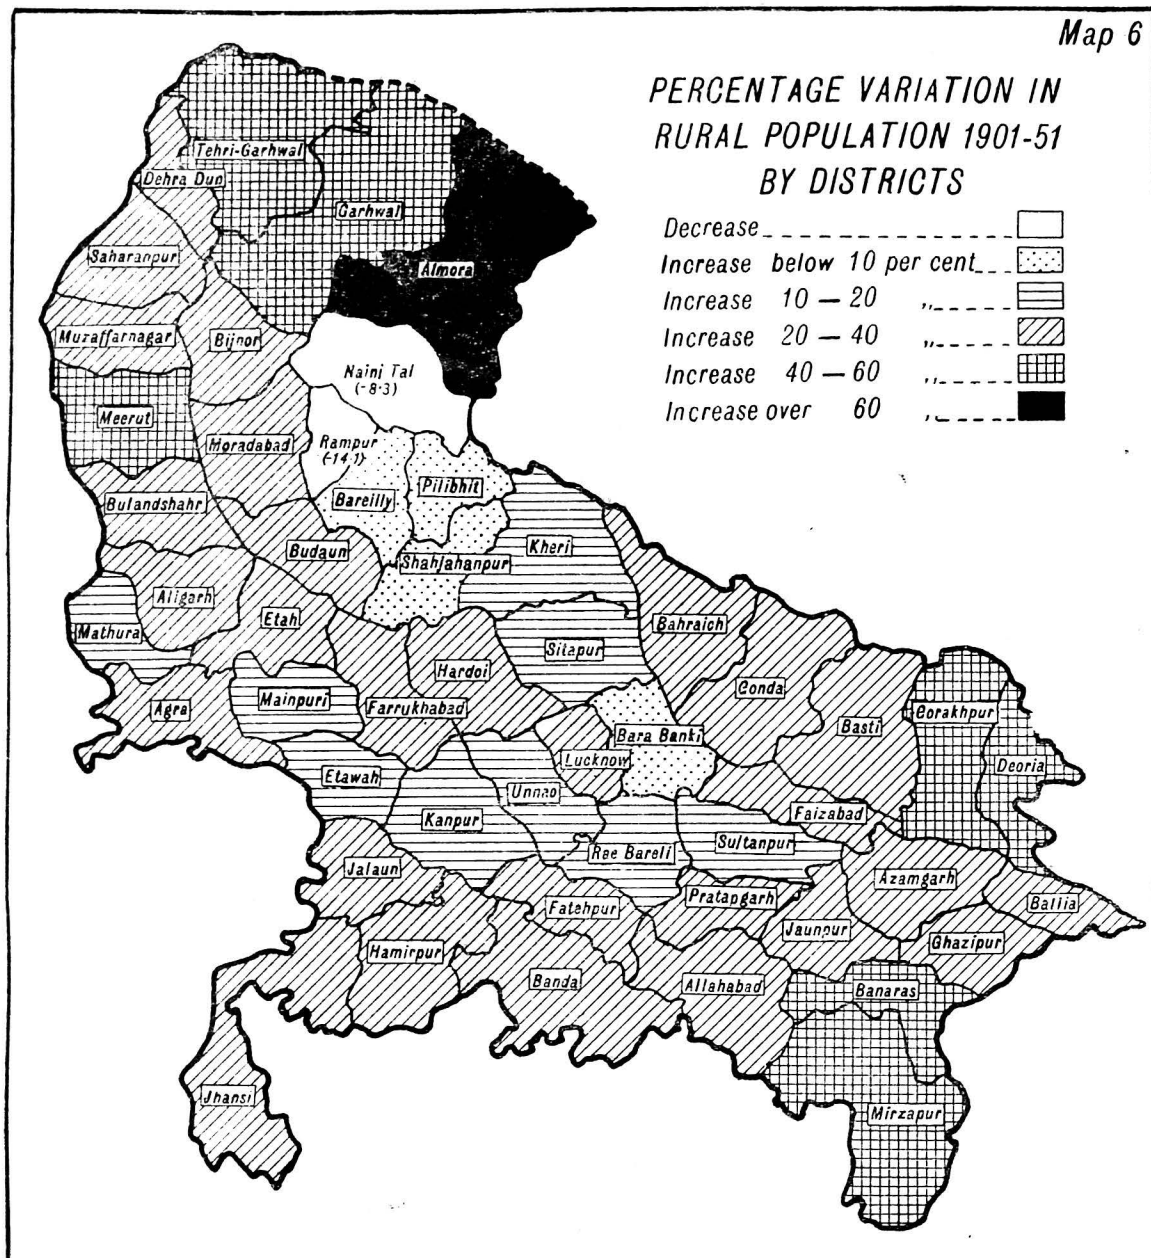 Map 6
PERCENTAGE VARIATION IN
RURAL POPULATION 1901-51
BY DISTRICTS
Decrease
Increase below 10 per cent
Increase 10 — 20 „
Increase 20 — 40 „
Increase 40 — 60 „
Increase over 60 „
Tehri-Garhwal
Dehra Dun
Garhwal
Saharanpur
Almora
Muzaffarnagar
Bijnor
Naini Tal
(-8·3)
Meerut
Moradabad
Rampur
(-14·1)
Pilibhit
Bareilly
Bulandshahr
Budaun
Shahjahanpur
Kheri
Aligarh
Etah
Mathura
Bahraich
Sitapur
Hardoi
Gonda
Mainpuri
Agra
Farrukhabad
Basti
Gorakhpur
Bara Banki
Lucknow
Deoria
Etawah
Unnao
Kanpur
Faizabad
Sultanpur
Rae Bareli
Jalaun
Azamgarh
Pratapgarh
Ballia
Fatehpur
Jaunpur
Ghazipur
Hamirpur
Banda
Allahabad
Banaras
Jhansi
Mirzapur